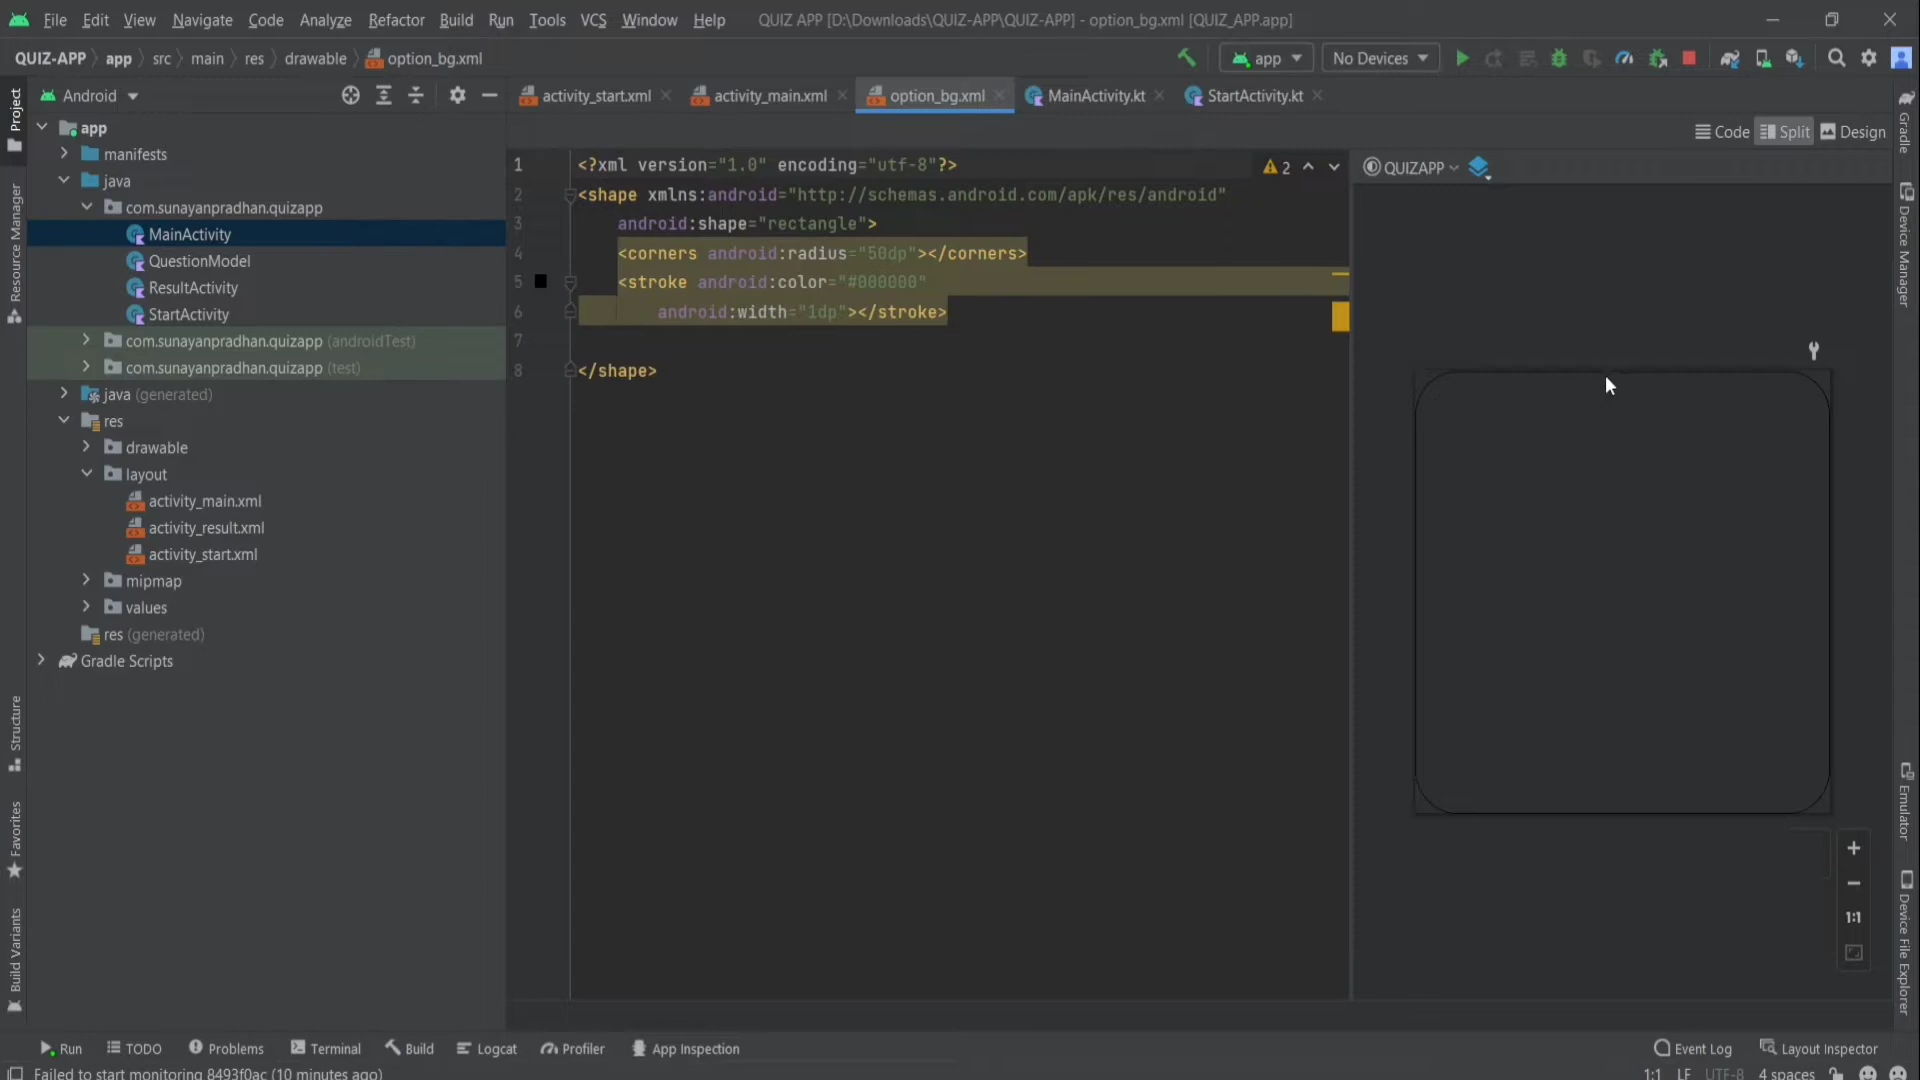 File Edit View Navigate Code Analyze Refactor Build Run Tools VCS Window Help QUIZ APP [D:\Downloads\QUIZ-APP\QUIZ-APP] - option_bg.xml [QUIZ_APP.app]
QUIZ-APP app src main res drawable option_bg.xml app No Devices
Android
activity_start.xml activity_main.xml option_bg.xml MainActivity.kt StartActivity.kt
Code Split Design
Project
Resource Manager
Structure
Favorites
Build Variants
app
manifests
java
com.sunayanpradhan.quizapp
MainActivity
QuestionModel
ResultActivity
StartActivity
com.sunayanpradhan.quizapp (androidTest)
com.sunayanpradhan.quizapp (test)
java (generated)
res
drawable
layout
activity_main.xml
activity_result.xml
activity_start.xml
mipmap
values
res (generated)
Gradle Scripts
1 <?xml version="1.0" encoding="utf-8"?>
2 <shape xmlns:android="http://schemas.android.com/apk/res/android"
3 android:shape="rectangle">
4 <corners android:radius="50dp"></corners>
5 <stroke android:color="#000000"
6 android:width="1dp"></stroke>
7
8 </shape>
2
QUIZAPP
1:1
Gradle
Device Manager
Emulator
Device File Explorer
Run TODO Problems Terminal Build Logcat Profiler App Inspection Event Log Layout Inspector
Failed to start monitoring 8493f0ac (10 minutes ago) 1:1 LF UTF-8 4 spaces